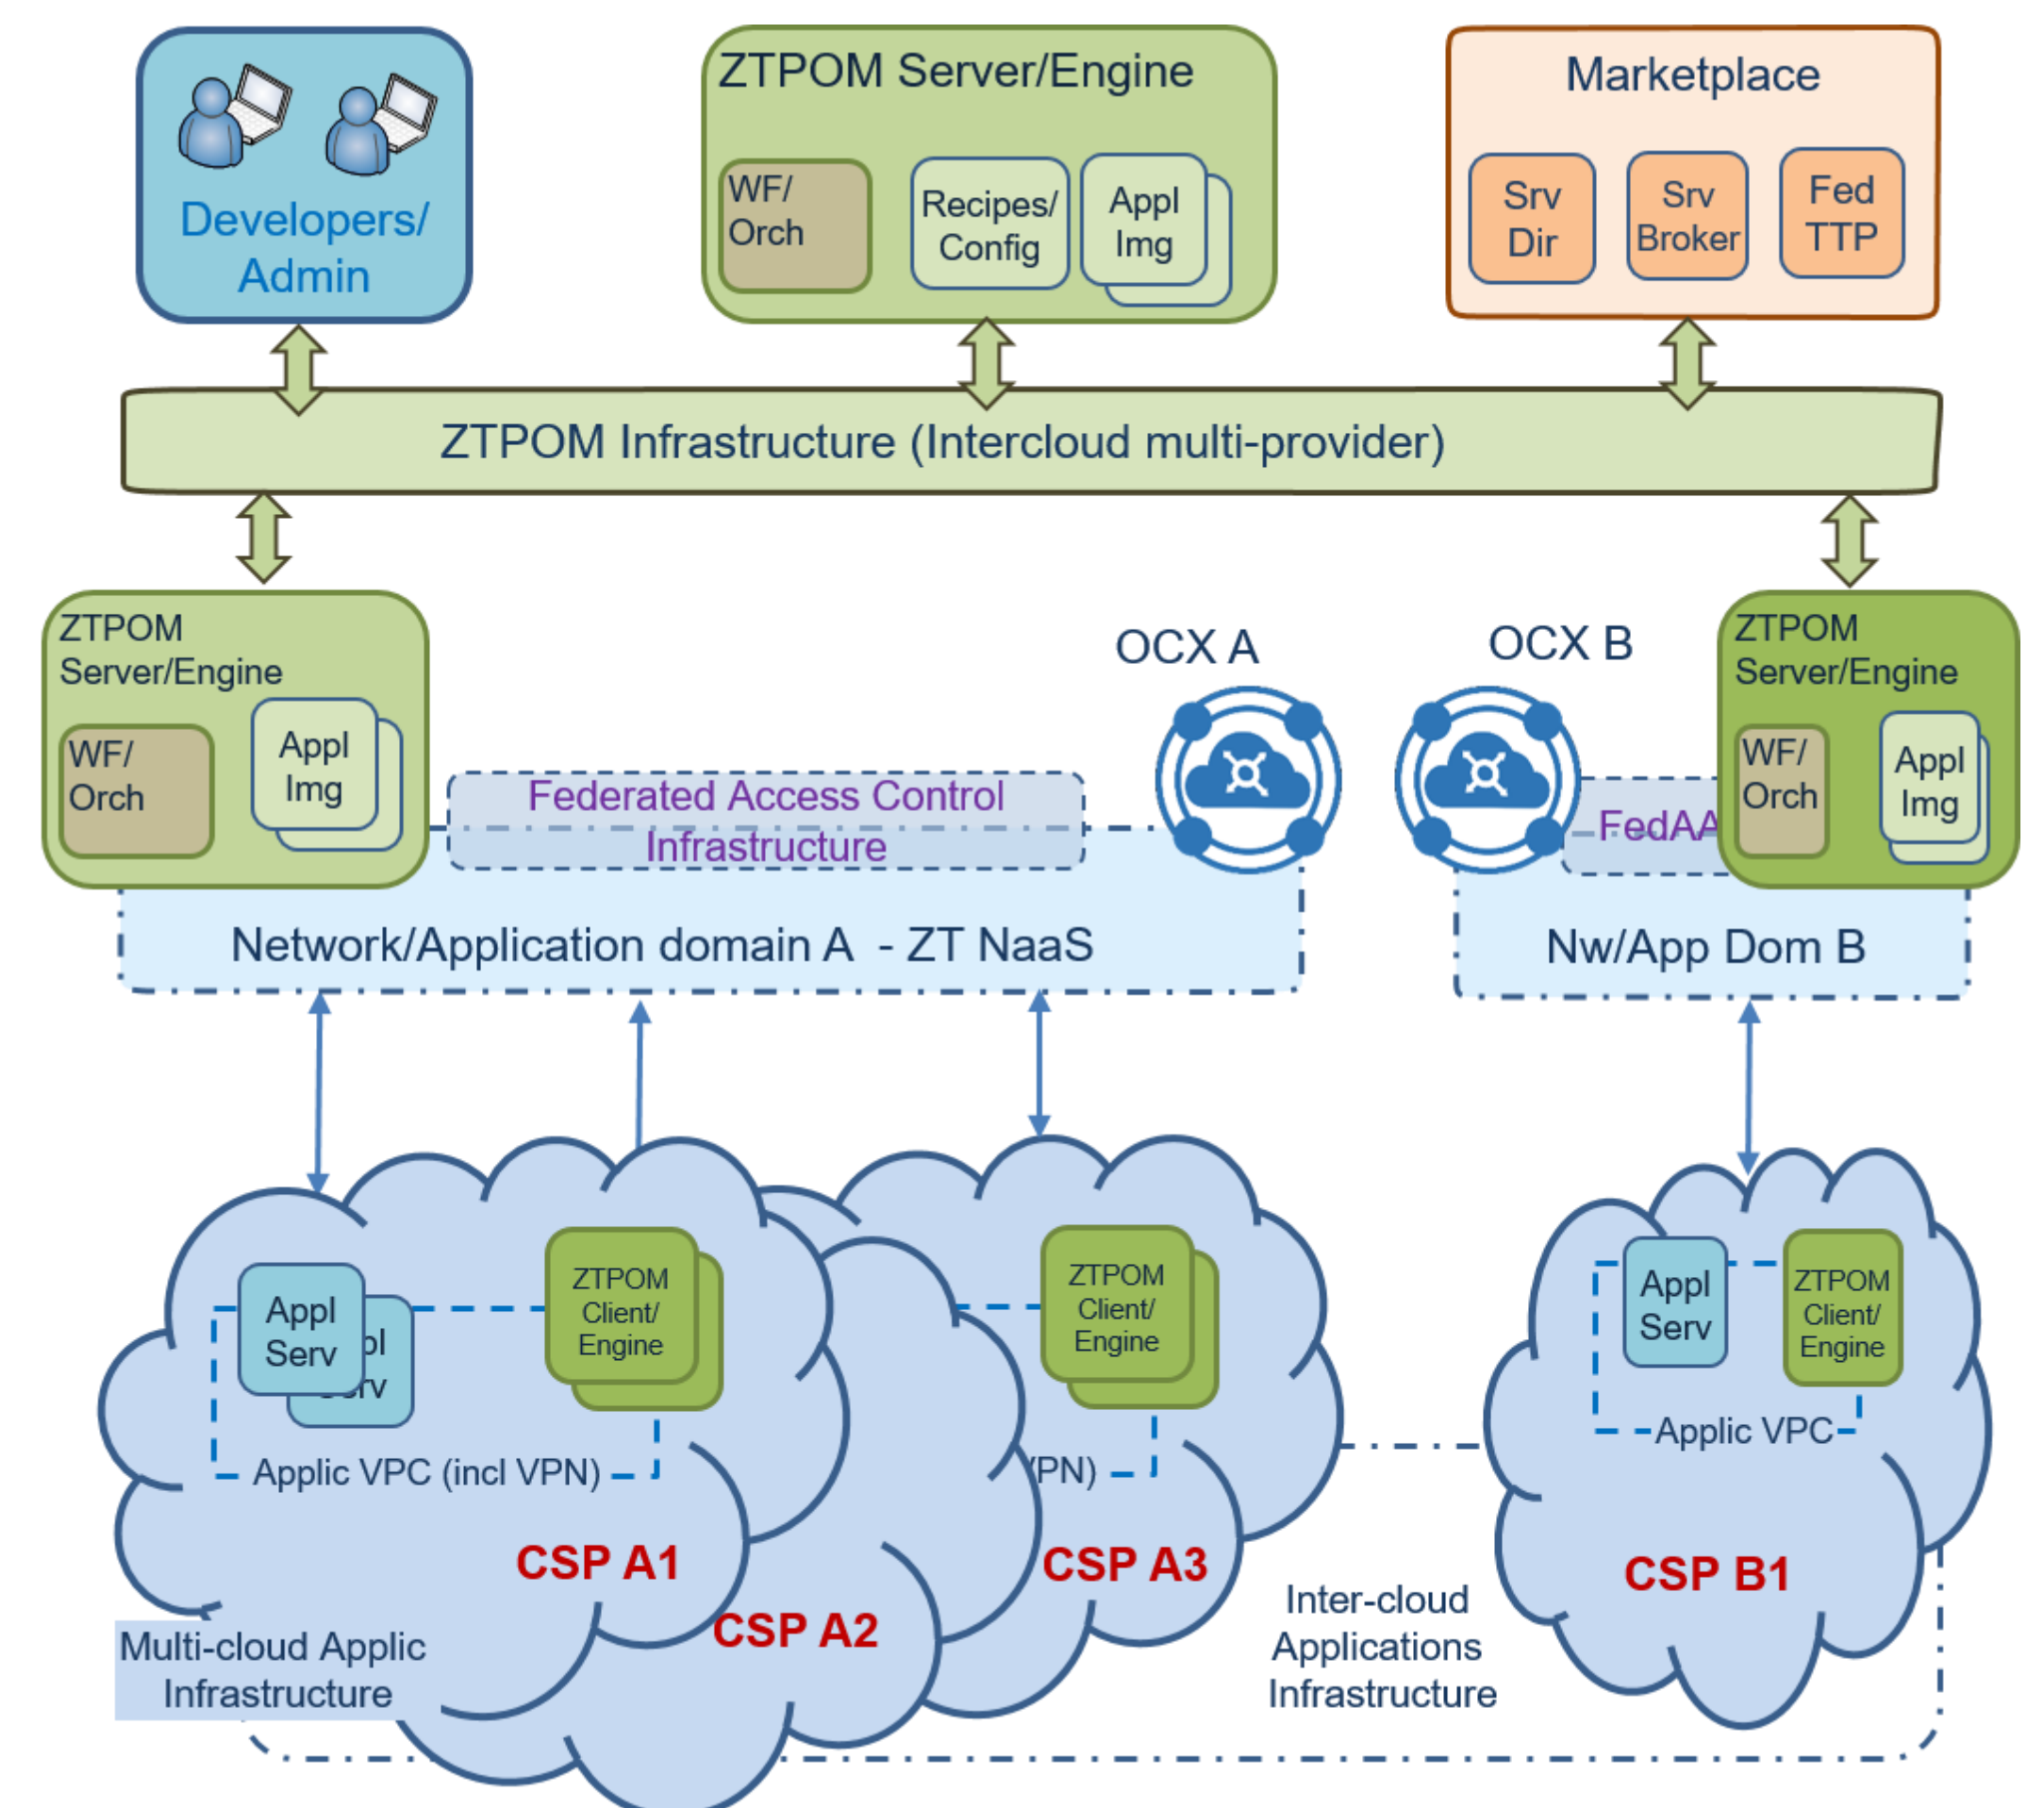 Developers/
Admin
ZTPOM Server/Engine
WF/
Orch
Recipes/
Config
Appl
Img
Marketplace
Srv
Dir
Srv
Broker
Fed
TTP
ZTPOM Infrastructure (Intercloud multi-provider)
ZTPOM
Server/Engine
WF/
Orch
Appl
Img
Federated Access Control
Infrastructure
OCX A
OCX B
FedAA
ZTPOM
Server/Engine
WF/
Orch
Appl
Img
Network/Application domain A - ZT NaaS
Nw/App Dom B
Appl
Serv
pl
rv
ZTPOM
Client/
Engine
Applic VPC (incl VPN)
CSP A1
CSP A2
ZTPOM
Client/
Engine
VPN)
CSP A3
Appl
Serv
ZTPOM
Client/
Engine
Applic VPC
CSP B1
Multi-cloud Applic
Infrastructure
Inter-cloud
Applications
Infrastructure